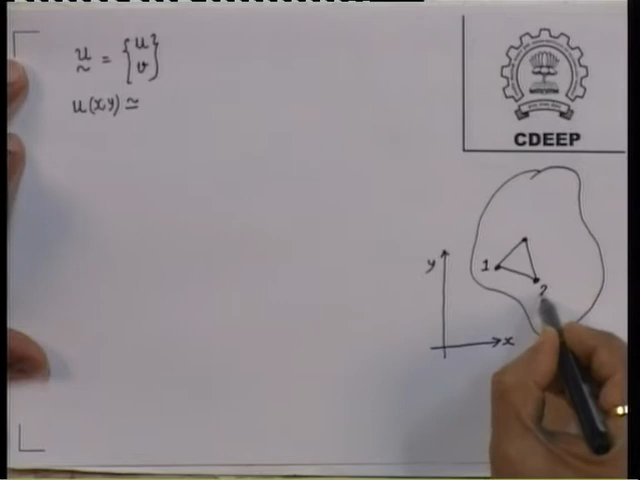 u = {u
v}
~
u(x,y) ≃
CDEEP
y
1
2
x